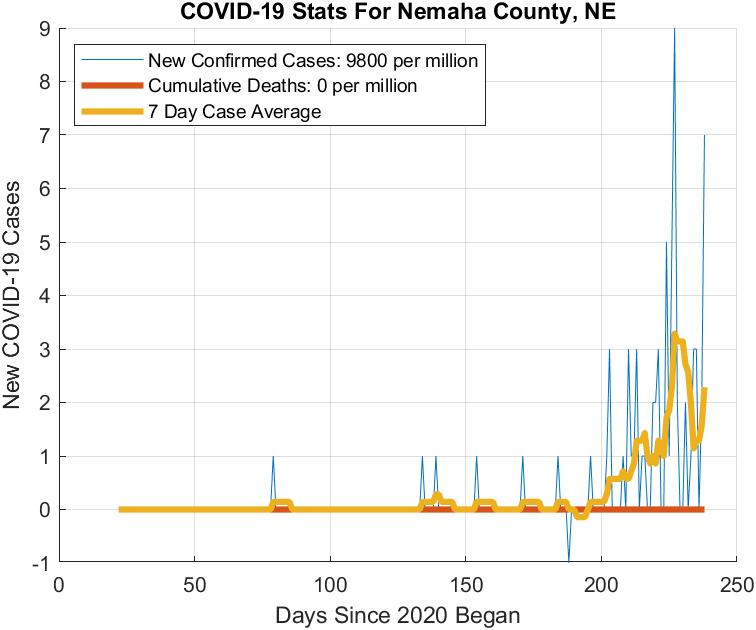 COVID-19 Stats For Nemaha County, NE
New Confirmed Cases: 9800 per million
Cumulative Deaths: 0 per million
7 Day Case Average
New COVID-19 Cases
9
8
7
6
5
4
3
2
1
0
-1
0 50 100 150 200 250
Days Since 2020 Began